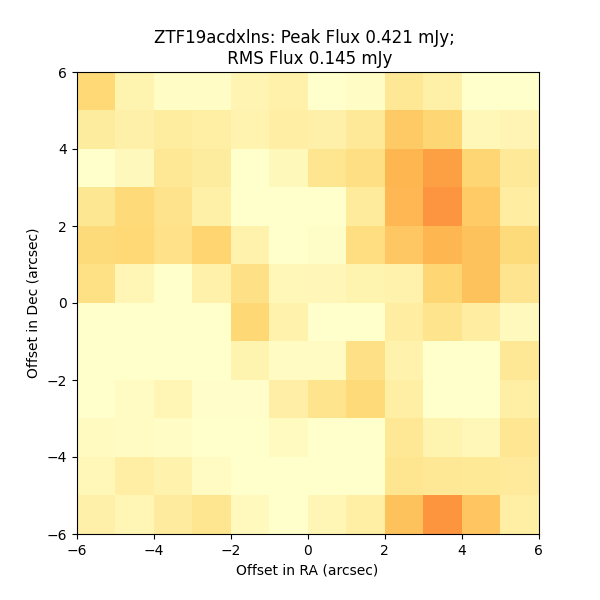 ZTF19acdxlns: Peak Flux 0.421 mJy;
RMS Flux 0.145 mJy
6
4
2
0
−2
−4
−6
Offset in Dec (arcsec)
−6 −4 −2 0 2 4 6
Offset in RA (arcsec)